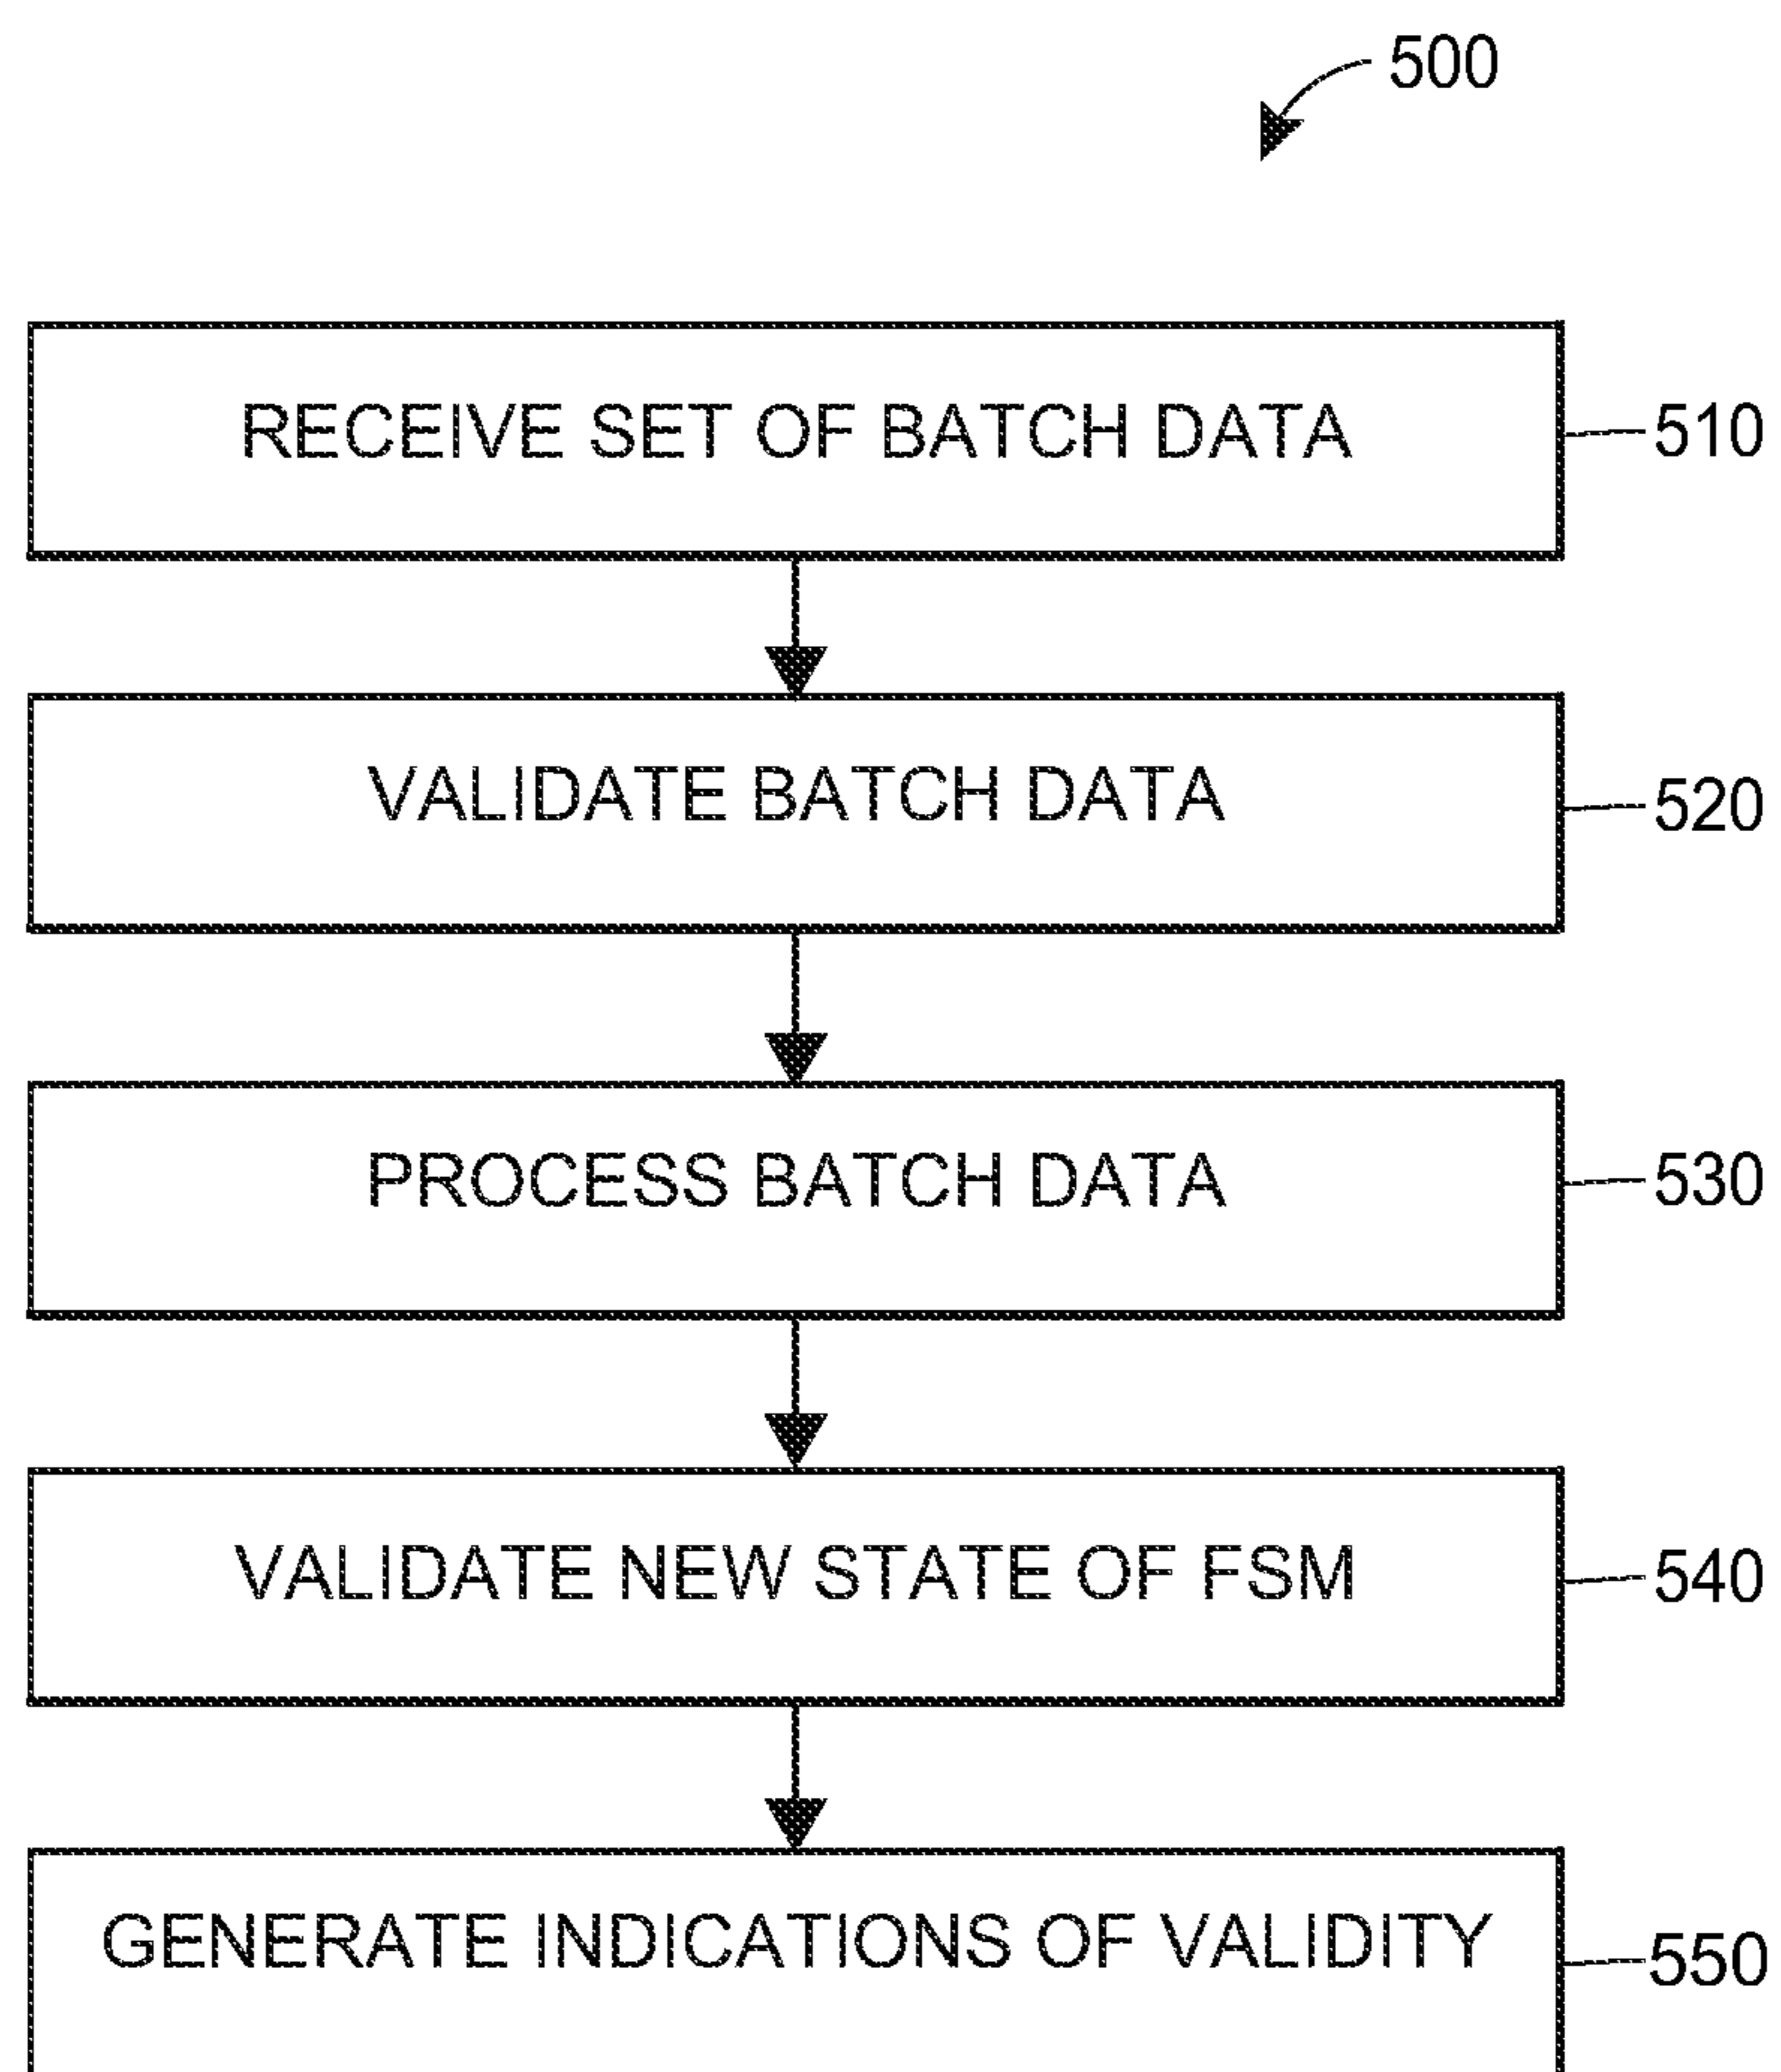 500
RECEIVE SET OF BATCH DATA
510
VALIDATE BATCH DATA
520
PROCESS BATCH DATA
530
VALIDATE NEW STATE OF FSM
540
GENERATE INDICATIONS OF VALIDITY
550